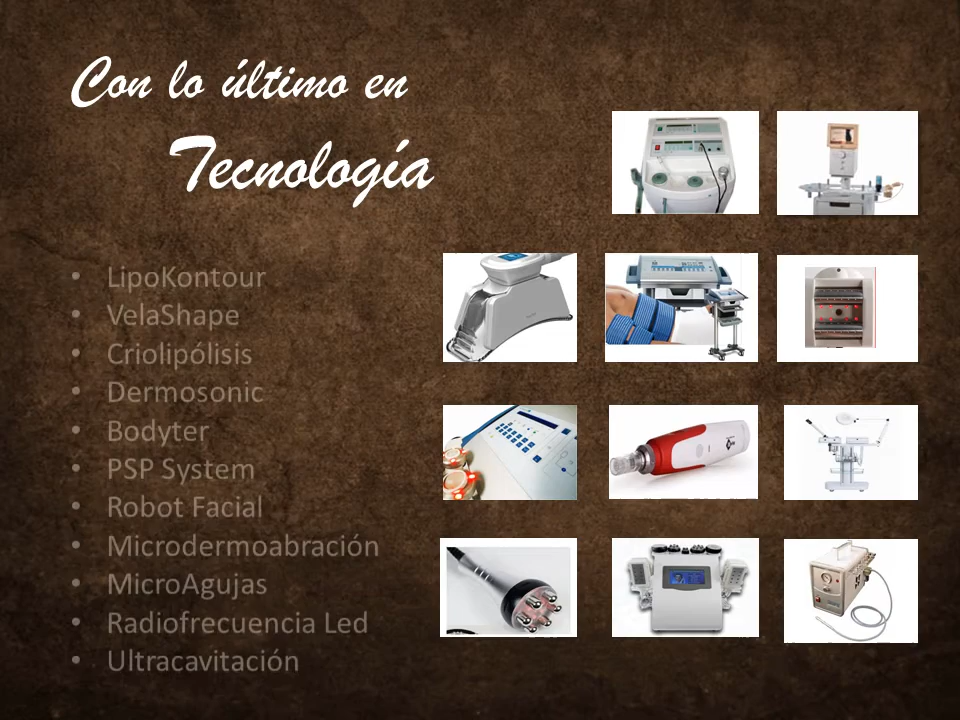 Con lo último en
Tecnología
• LipoKontour
• VelaShape
• Criolipólisis
• Dermosonic
• Bodyter
• PSP System
• Robot Facial
• Microdermoabración
• MicroAgujas
• Radiofrecuencia Led
• Ultracavitación